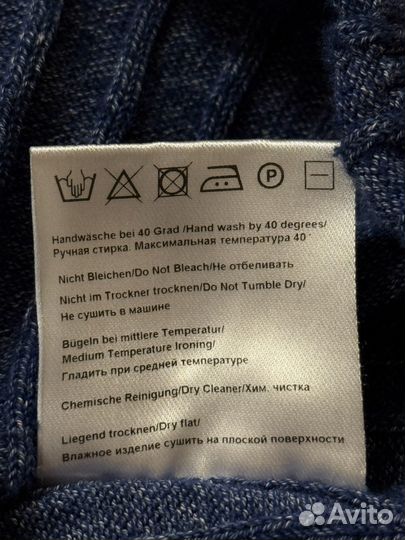 P
Handwäsche bei 40 Grad /Hand wash by 40 degrees/
Ручная стирка. Максимальная температура 40°
Nicht Bleichen/Do Not Bleach/Не отбеливать
Nicht im Trockner trocknen/Do Not Tumble Dry/
Не сушить в машине
Bügeln bei mittlere Temperatur/
Medium Temperature Ironing/
Гладить при средней температуре
Chemische Reinigung/Dry Cleaner/Хим. чистка
Liegend trocknen/Dry flat/
Влажное изделие сушить на плоской поверхности
Avito